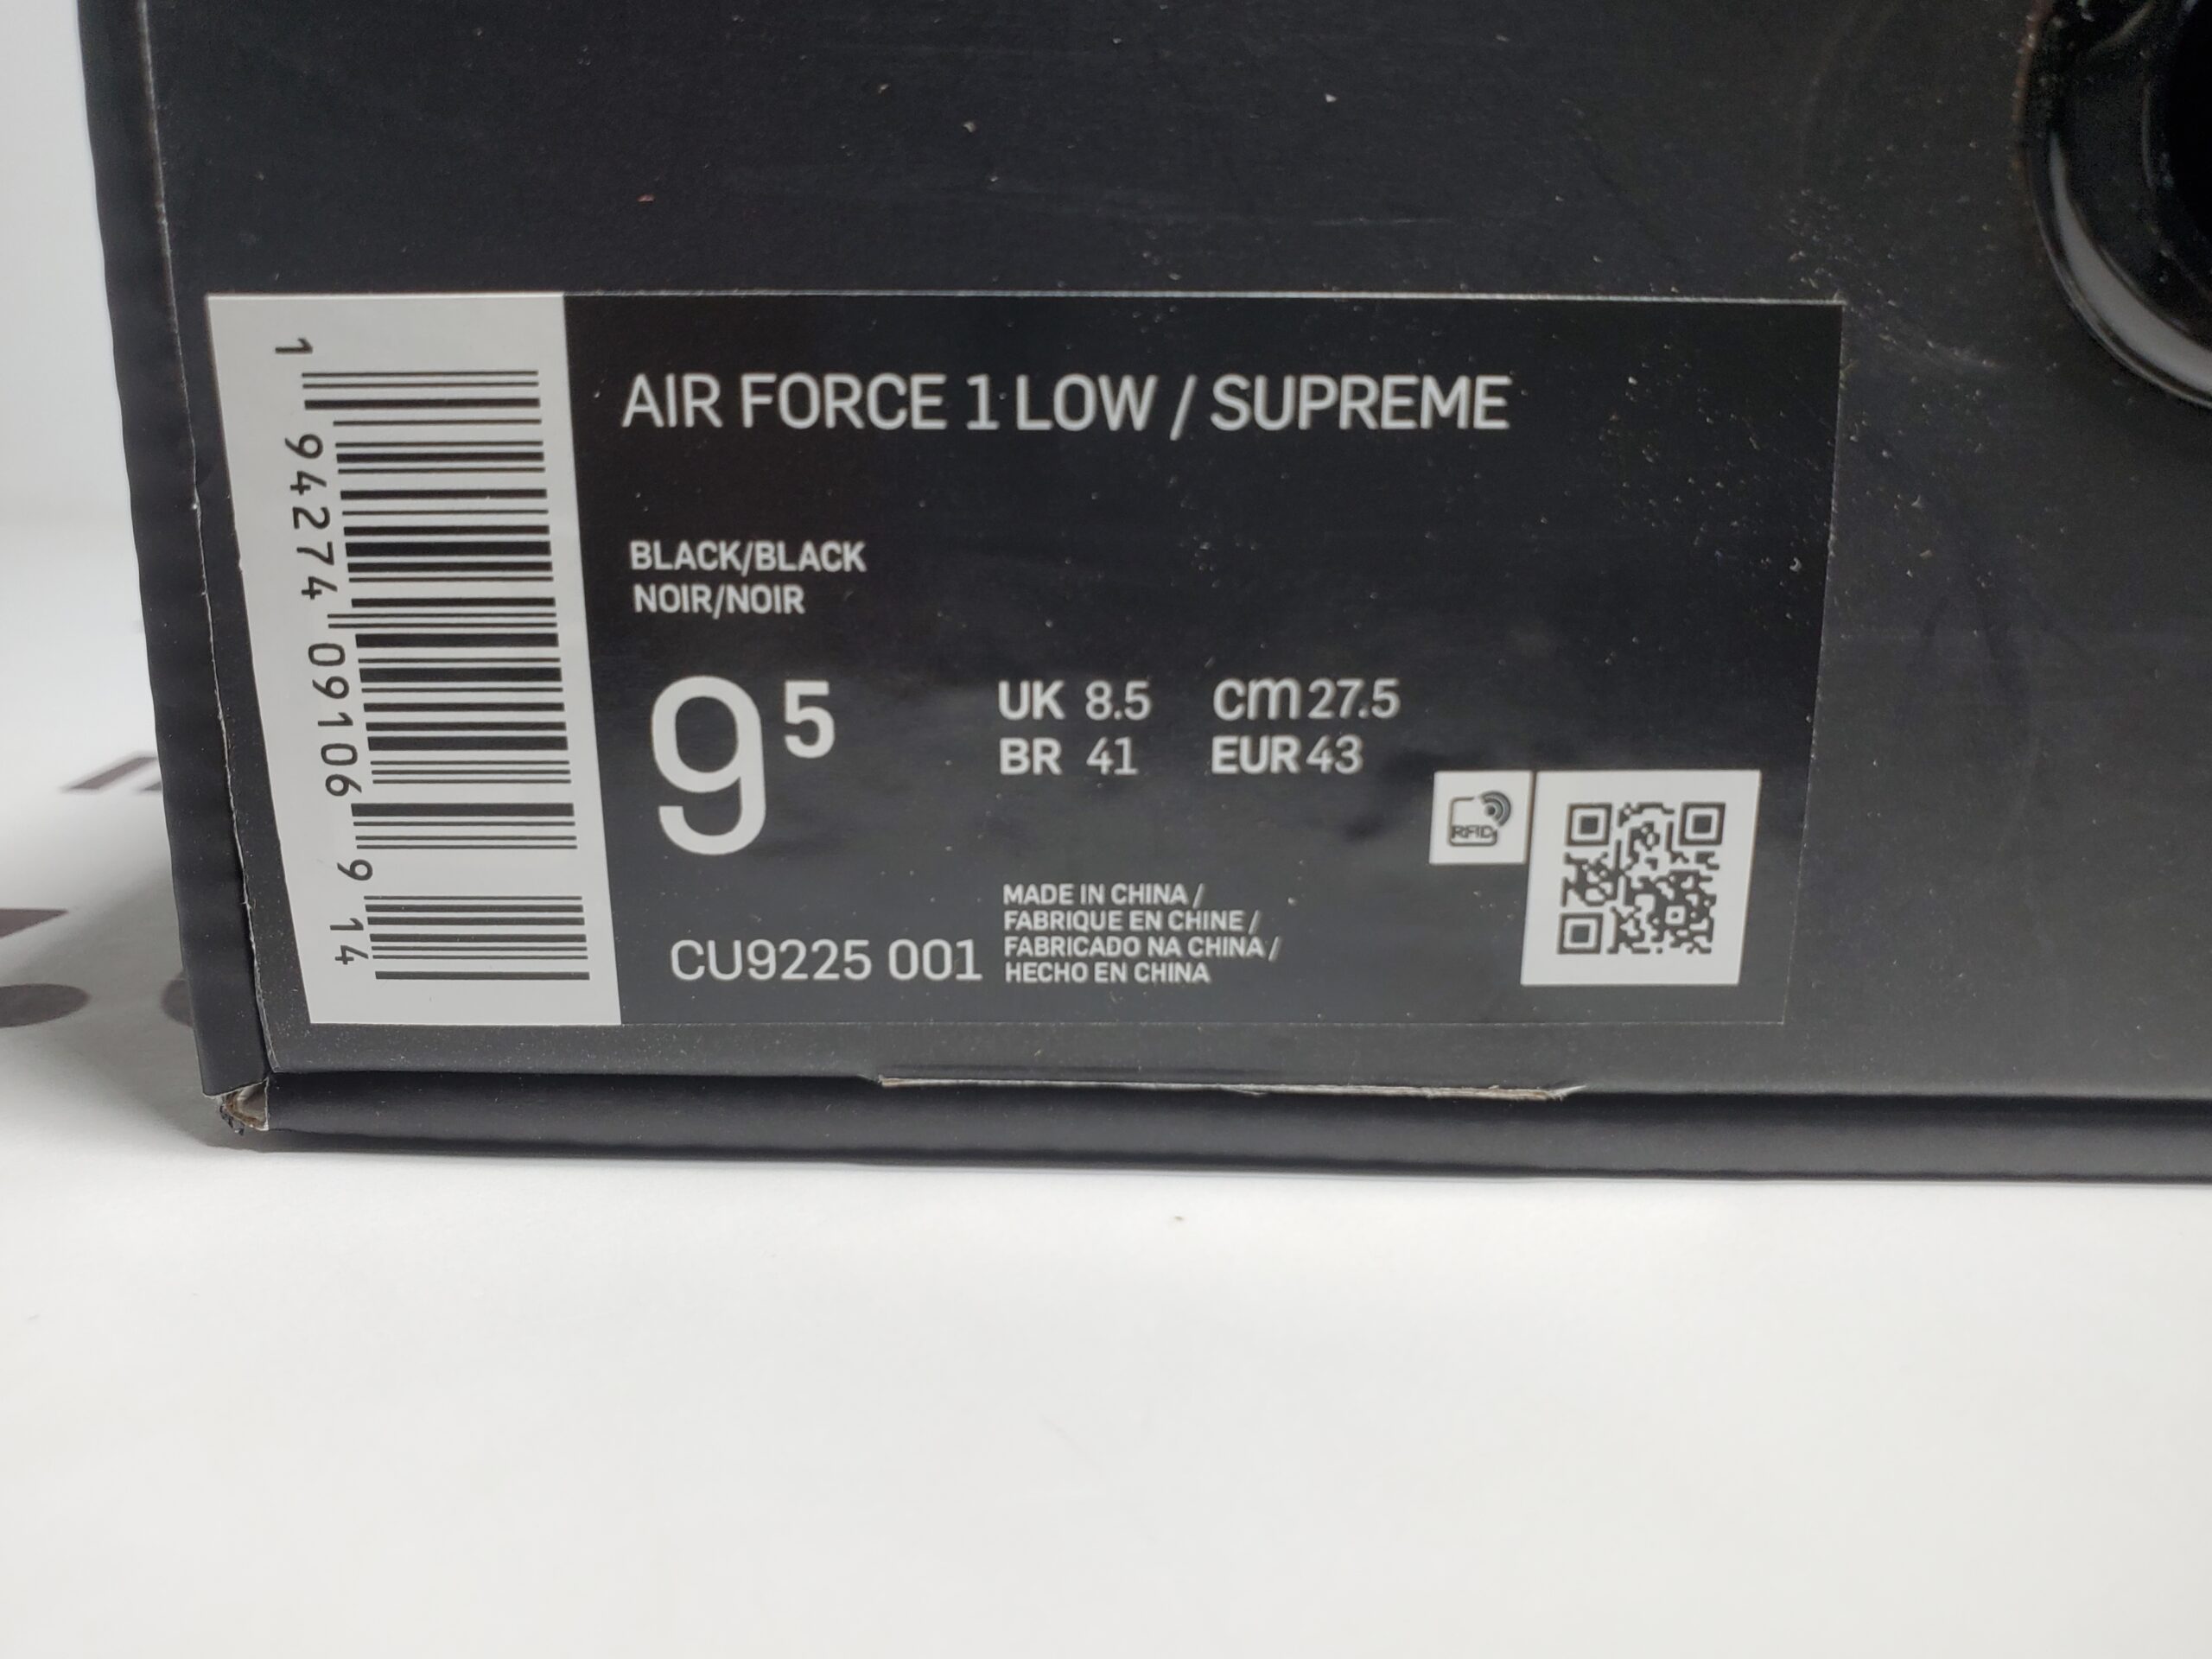 1 94274 09106 9 14
AIR FORCE 1 LOW / SUPREME
BLACK/BLACK
NOIR/NOIR
9 5
UK 8.5 cm 27.5
BR 41 EUR 43
RFID
CU9225 001
MADE IN CHINA /
FABRIQUE EN CHINE /
FABRICADO NA CHINA /
HECHO EN CHINA